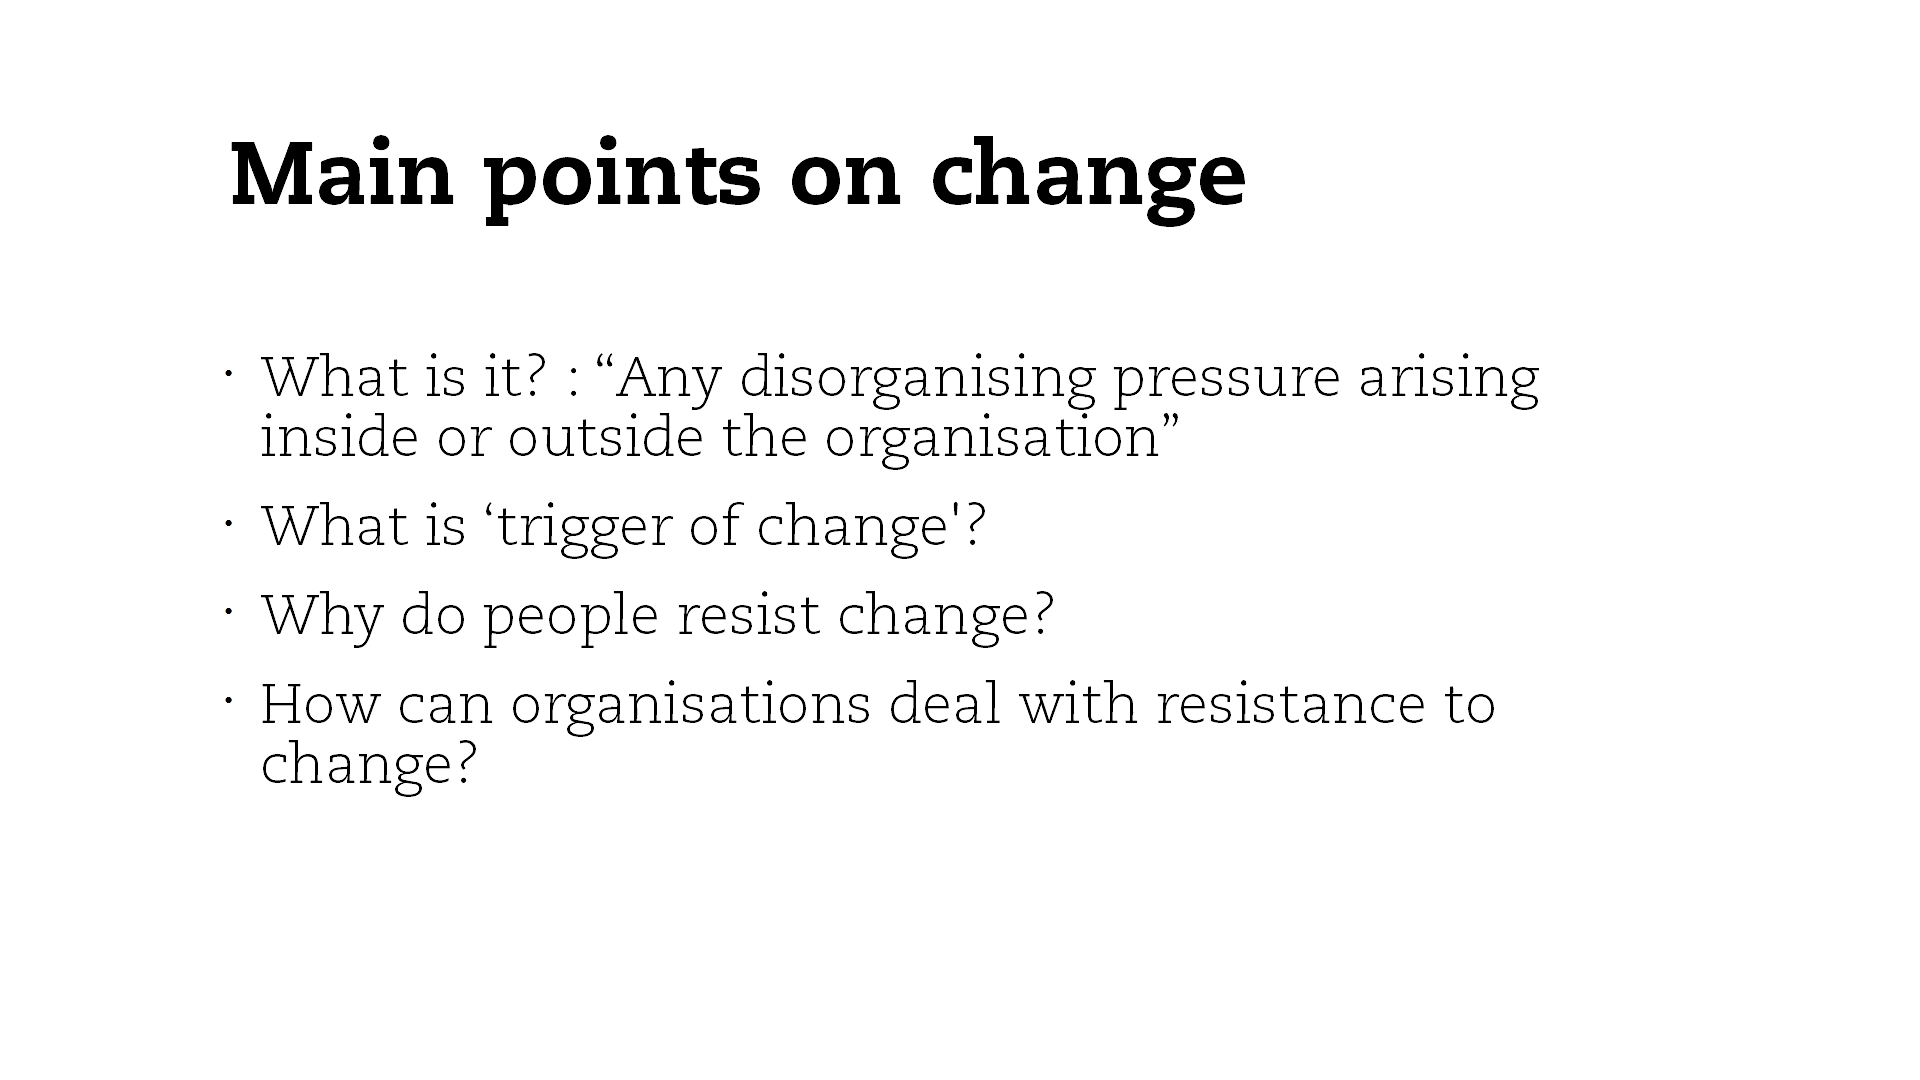 Main points on change
· What is it? : “Any disorganising pressure arising
inside or outside the organisation”
· What is ‘trigger of change'?
· Why do people resist change?
· How can organisations deal with resistance to
change?